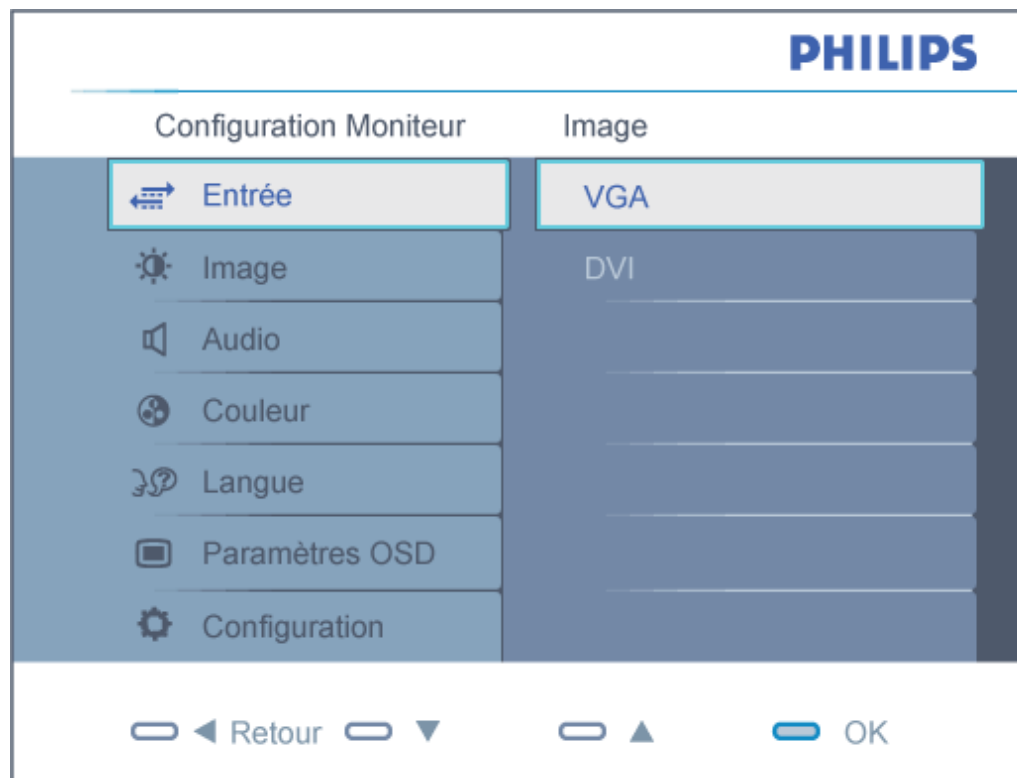 PHILIPS
Configuration Moniteur Image
Entrée VGA
Image DVI
Audio
Couleur
Langue
Paramètres OSD
Configuration
Retour OK